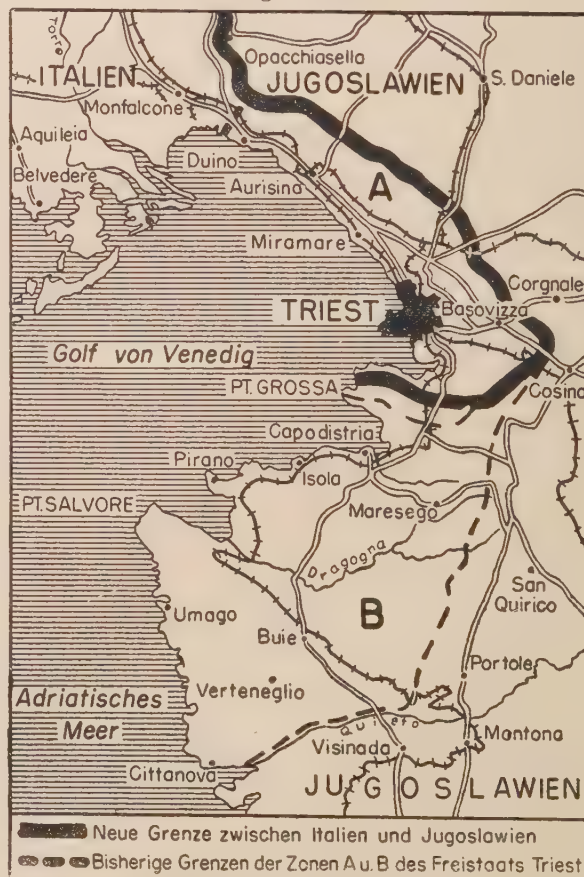 Torre
ITALIEN
Opacchiasella
JUGOSLAWIEN
S. Daniele
Monfalcone
Aquileia
Duino
Belvedere
Aurisina
A
Miramare
Corgnale
TRIEST
Basovizza
Golf von Venedig
PT. GROSSA
Cosina
Capodistria
Pirano
Isola
PT. SALVORE
Maresego
Dragogna
San
Quirico
Umago
B
Buie
Portole
Verteneglio
Adriatisches
Meer
Quieto
Montona
Visinada
Cittanova
JUGOSLAWIEN
Neue Grenze zwischen Italien und Jugoslawien
Bisherige Grenzen der Zonen A u. B des Freistaats Triest